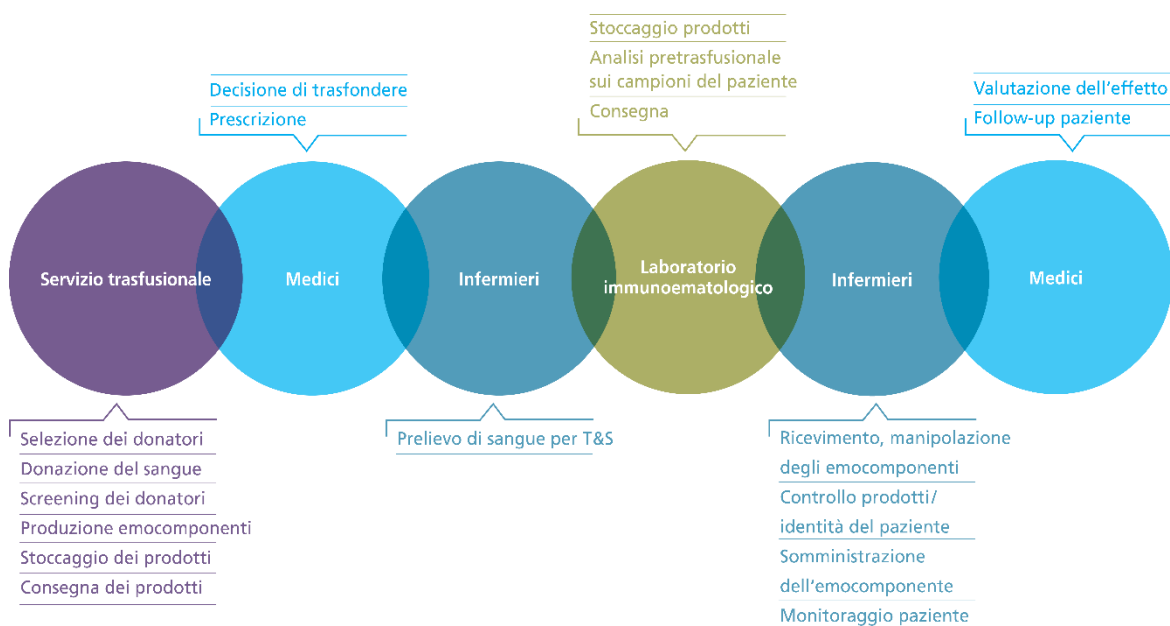 Stoccaggio prodotti
Analisi pretrasfusionale
sui campioni del paziente
Consegna
Decisione di trasfondere
Prescrizione
Valutazione dell'effetto
Follow-up paziente
Servizio trasfusionale
Medici
Infermieri
Laboratorio
immunoematologico
Infermieri
Medici
Selezione dei donatori
Donazione del sangue
Screening dei donatori
Produzione emocomponenti
Stoccaggio dei prodotti
Consegna dei prodotti
Prelievo di sangue per T&S
Ricevimento, manipolazione
degli emocomponenti
Controllo prodotti/
identità del paziente
Somministrazione
dell'emocomponente
Monitoraggio paziente